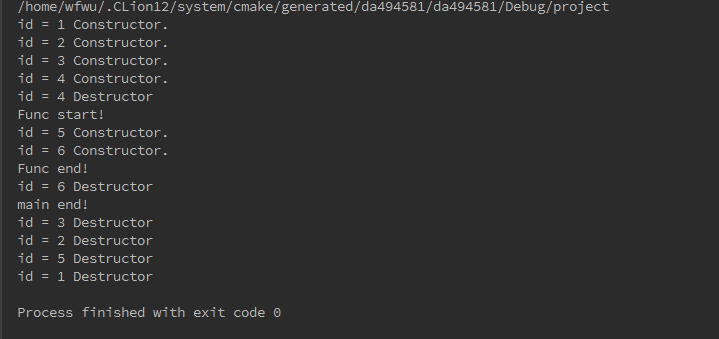 /home/wfwu/.CLion12/system/cmake/generated/da494581/da494581/Debug/project
id = 1 Constructor.
id = 2 Constructor.
id = 3 Constructor.
id = 4 Constructor.
id = 4 Destructor
Func start!
id = 5 Constructor.
id = 6 Constructor.
Func end!
id = 6 Destructor
main end!
id = 3 Destructor
id = 2 Destructor
id = 5 Destructor
id = 1 Destructor
Process finished with exit code 0